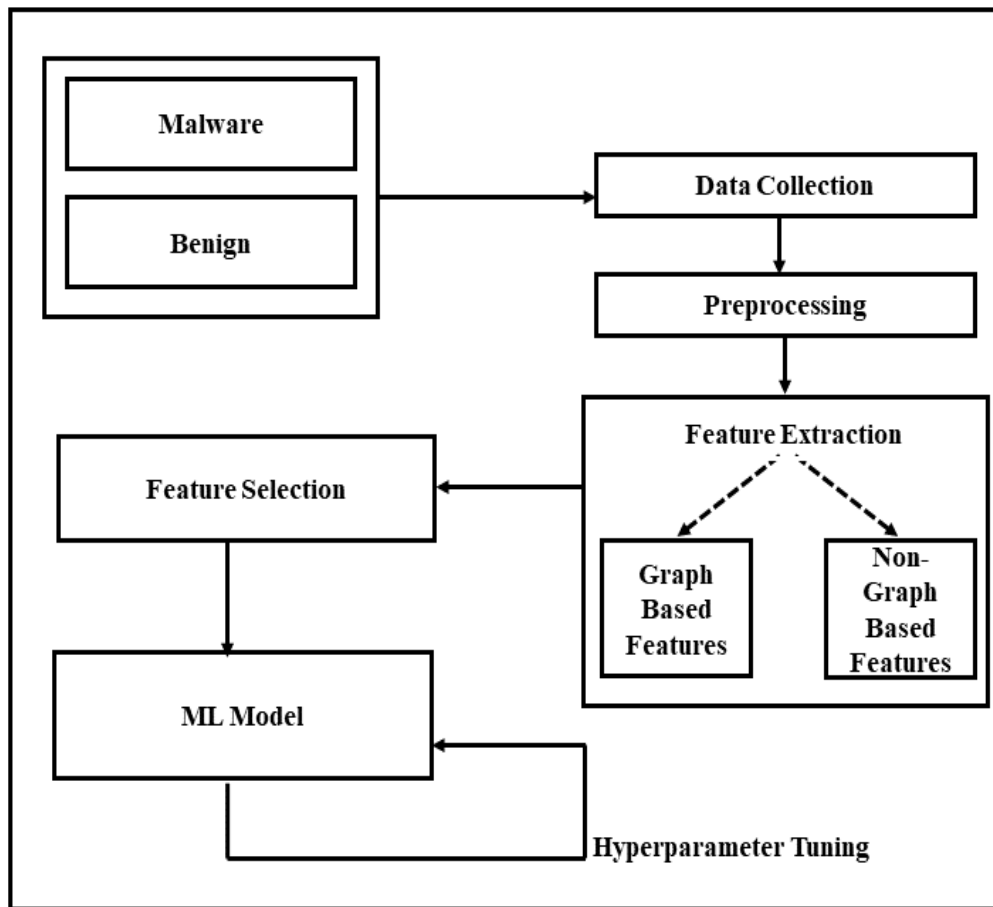 Malware
Benign
Data Collection
Preprocessing
Feature Extraction
Graph
Based
Features
Non-
Graph
Based
Features
Feature Selection
ML Model
Hyperparameter Tuning